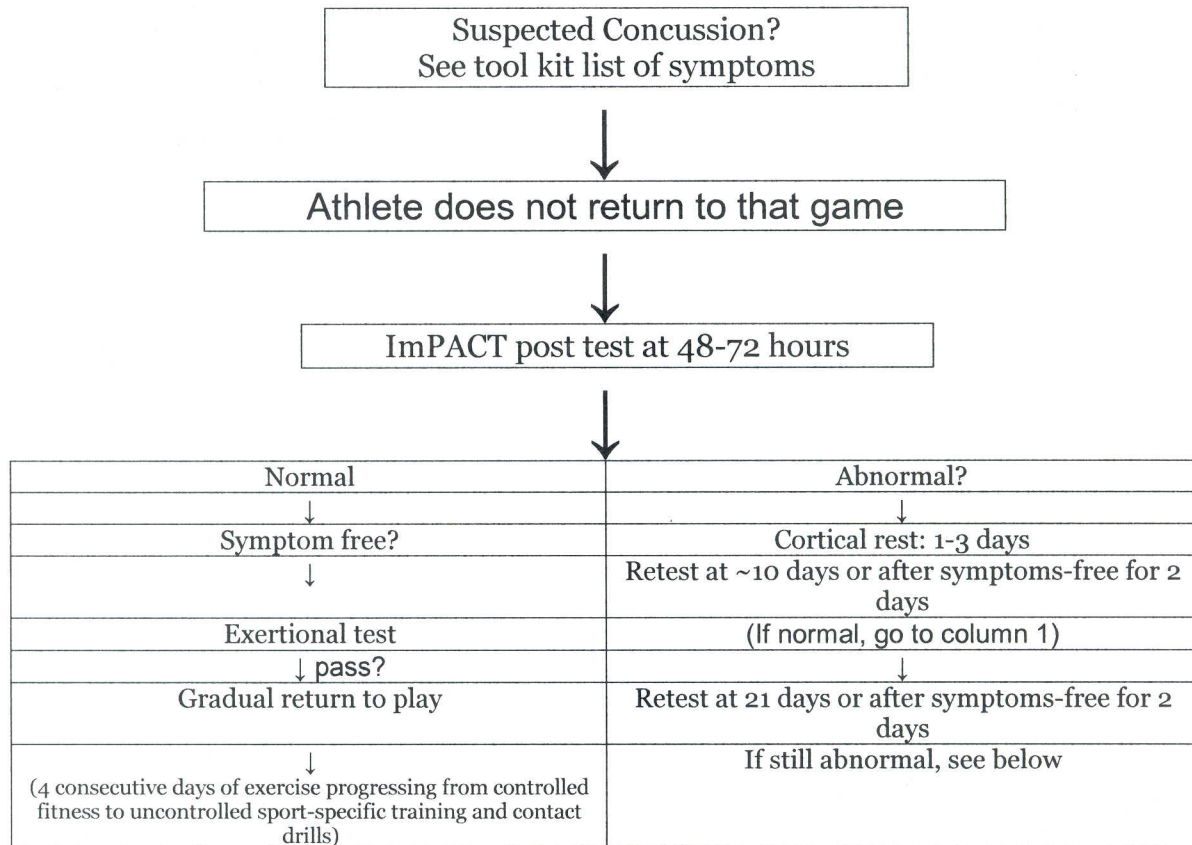 Suspected Concussion?
See tool kit list of symptoms
Athlete does not return to that game
ImPACT post test at 48-72 hours
Normal
Abnormal?
↓
↓
Symptom free?
Cortical rest: 1-3 days
↓
Retest at ~10 days or after symptoms-free for 2
days
Exertional test
(If normal, go to column 1)
↓ pass?
↓
Gradual return to play
Retest at 21 days or after symptoms-free for 2
days
↓
(4 consecutive days of exercise progressing from controlled
fitness to uncontrolled sport-specific training and contact
drills)
If still abnormal, see below